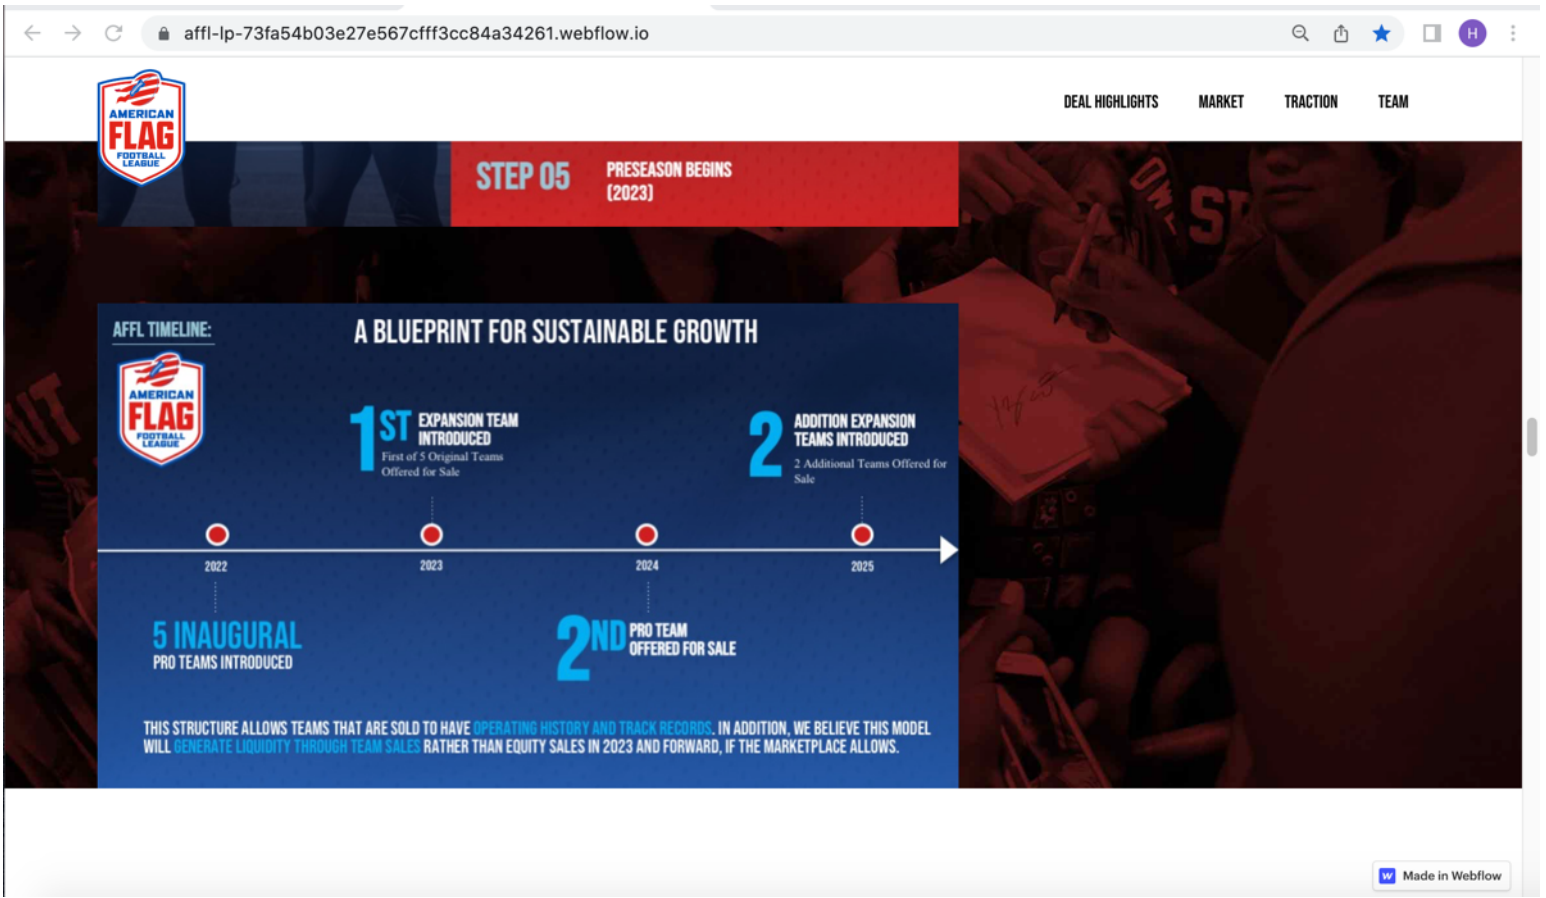 affl-lp-73fa54b03e27e567cfff3cc84a34261.webflow.io
H
AMERICAN
FLAG
FOOTBALL
LEAGUE
DEAL HIGHLIGHTS
MARKET
TRACTION
TEAM
STEP 05
PRESEASON BEGINS
(2023)
AFFL TIMELINE:
A BLUEPRINT FOR SUSTAINABLE GROWTH
AMERICAN
FLAG
FOOTBALL
LEAGUE
1ST EXPANSION TEAM
INTRODUCED
First of 5 Original Teams
Offered for Sale
2 ADDITION EXPANSION
TEAMS INTRODUCED
2 Additional Teams Offered for
Sale
2022
2023
2024
2025
5 INAUGURAL
PRO TEAMS INTRODUCED
2ND PRO TEAM
OFFERED FOR SALE
THIS STRUCTURE ALLOWS TEAMS THAT ARE SOLD TO HAVE OPERATING HISTORY AND TRACK RECORDS. IN ADDITION, WE BELIEVE THIS MODEL
WILL GENERATE LIQUIDITY THROUGH TEAM SALES RATHER THAN EQUITY SALES IN 2023 AND FORWARD, IF THE MARKETPLACE ALLOWS.
W Made in Webflow